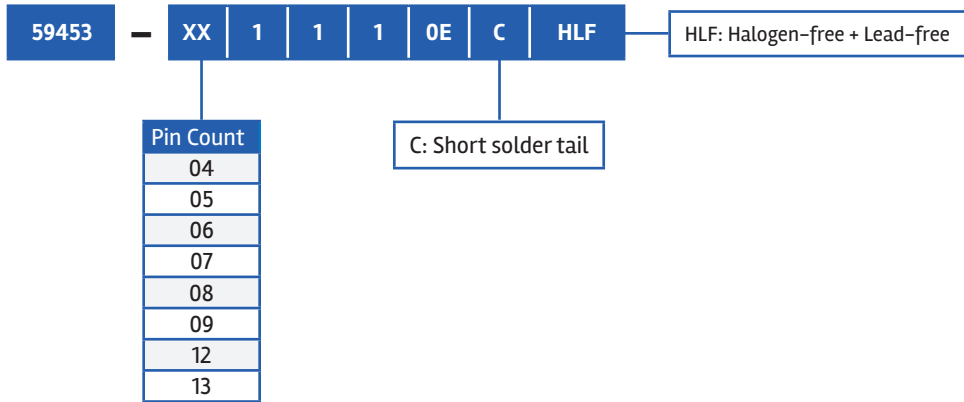 59453 – XX 1 1 1 0E C HLF
HLF: Halogen-free + Lead-free
Pin Count
04
05
06
07
08
09
12
13
C: Short solder tail